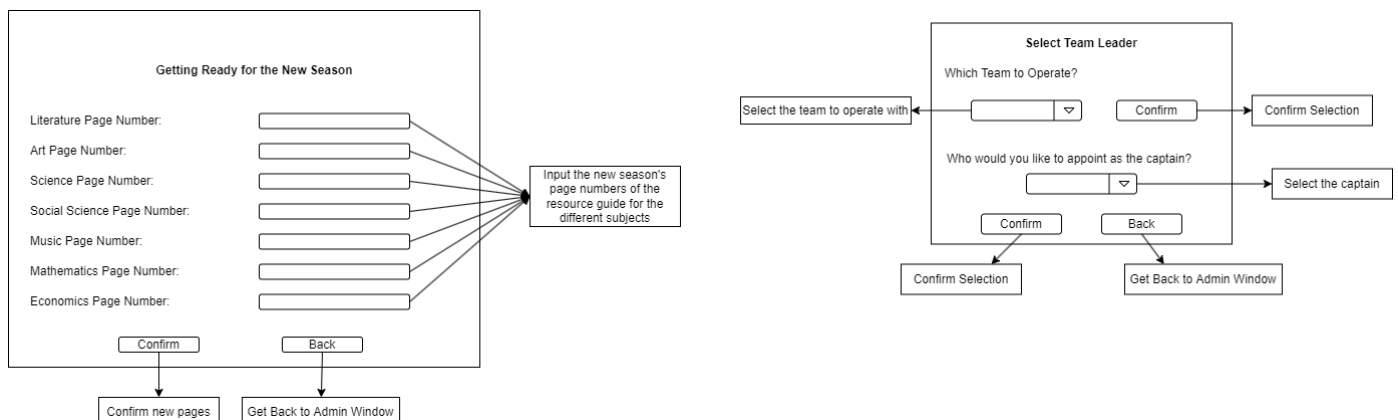 Getting Ready for the New Season
Literature Page Number:
Art Page Number:
Science Page Number:
Social Science Page Number:
Music Page Number:
Mathematics Page Number:
Economics Page Number:
Input the new season's
page numbers of the
resource guide for the
different subjects
Confirm
Back
Confirm new pages
Get Back to Admin Window
Select Team Leader
Which Team to Operate?
Select the team to operate with
Confirm
Confirm Selection
Who would you like to appoint as the captain?
Select the captain
Confirm
Back
Confirm Selection
Get Back to Admin Window